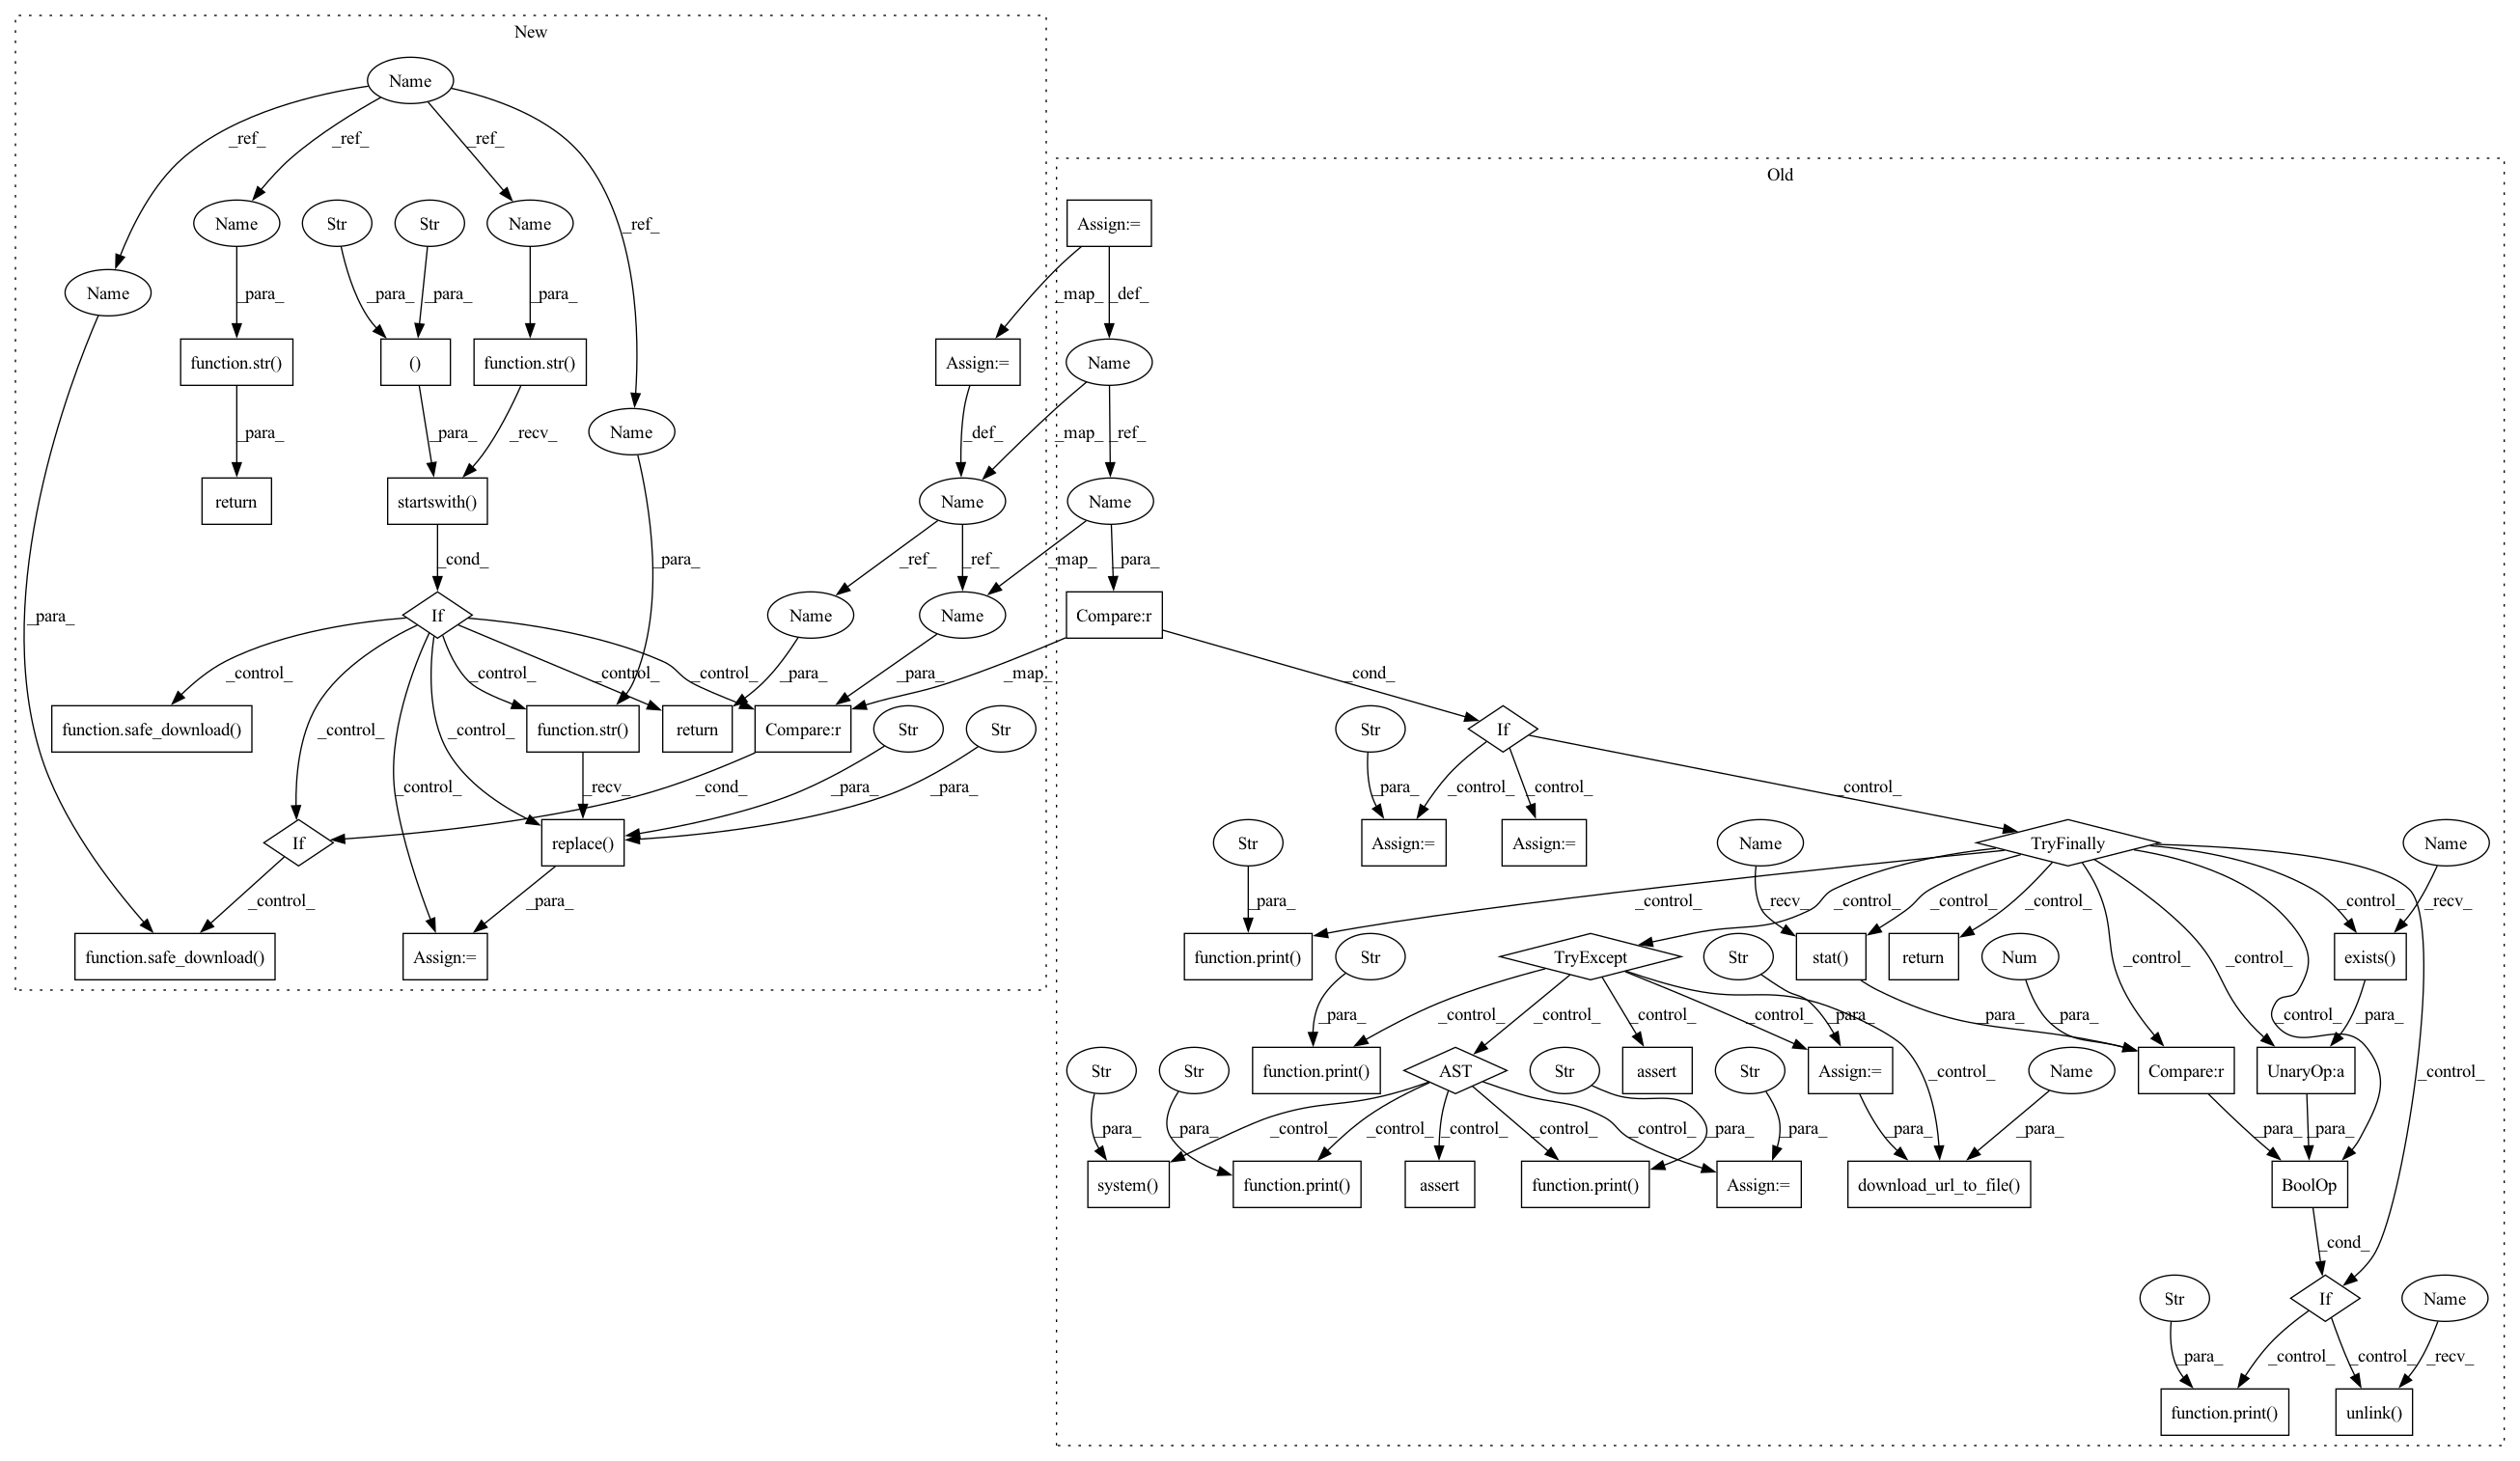 New
Name
_ref_
_ref_
_ref_
Old
Name
Str
Str
Name
_ref_
Assign:=
Name
_para_
_para_
_para_
_para_
_map_
_def_
function.str()
()
function.str()
Assign:=
Name
_para_
_para_
_recv_
Name
_def_
_map_
_ref_
return
startswith()
Name
Name
_cond_
_para_
_ref_
_ref_
_map_
_para_
_para_
If
Name
Name
Compare:r
_control_
_control_
_control_
_control_
_para_
_para_
_map_
_cond_
function.safe_download()
_control_
_control_
function.str()
return
Compare:r
Str
Str
Str
If
_control_
_recv_
_cond_
_para_
_para_
_para_
_control_
_control_
_control_
If
replace()
Str
Assign:=
Assign:=
Name
TryFinally
Name
_control_
_para_
_para_
_control_
_recv_
_control_
_control_
_control_
_control_
_recv_
function.safe_download()
Assign:=
function.print()
Str
TryExcept
Str
stat()
return
Num
_control_
_control_
exists()
_para_
_control_
_control_
_control_
_control_
_para_
_para_
_para_
_control_
_para_
Str
Str
function.print()
AST
Str
assert
Str
Assign:=
Name
Compare:r
UnaryOp:a
_control_
_control_
_para_
_para_
_control_
_control_
_control_
_control_
_control_
_para_
_para_
_para_
_para_
_para_
_para_
system()
function.print()
assert
function.print()
Assign:=
download_url_to_file()
BoolOp
_cond_
Str
If
Name
_para_
_control_
_control_
_recv_
function.print()
unlink()